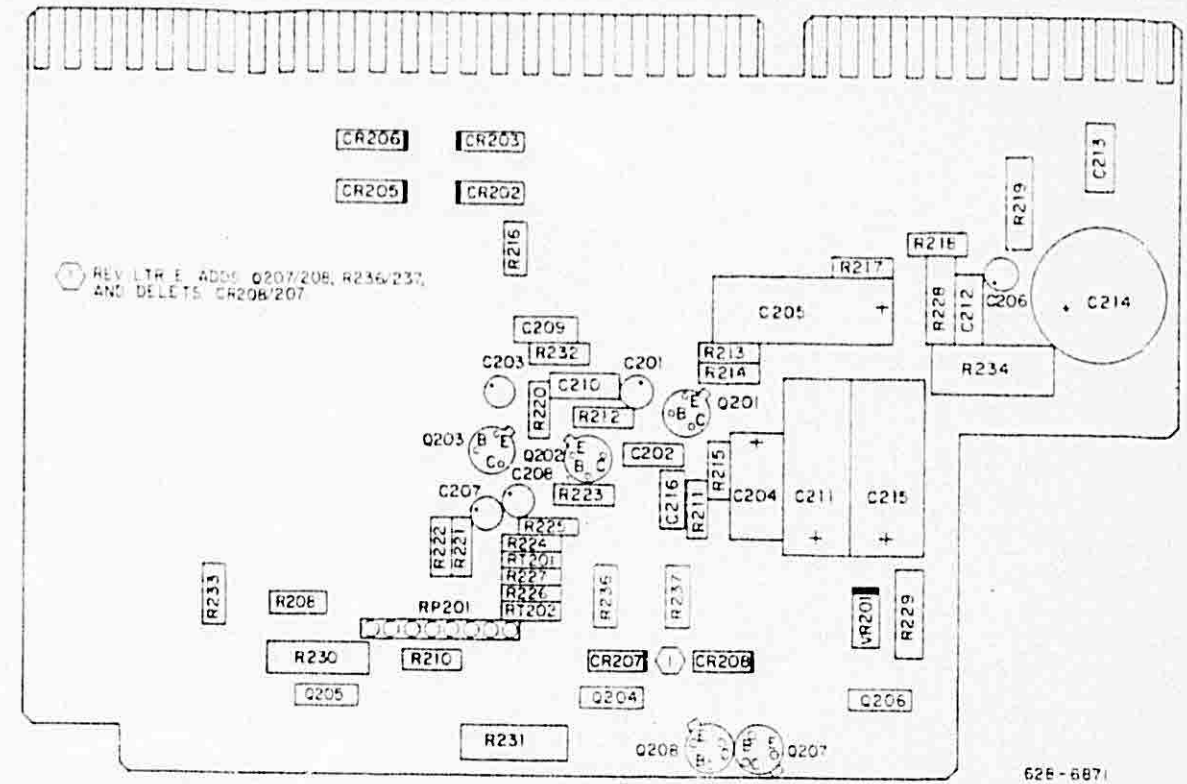 CR206
CR203
CR205
CR202
C213
R219
R216
R218
R217
REV LTR E ADDS Q207/208, R236/237,
AND DELETS CR208/207
C205 +
R228
C212
C206
+ C214
C209
R232
R213
R214
R234
C203
C210
C201
R220
R212
E
B
C
Q201
Q203
B
E
C
Q202
E
B
C
C202
R215
+
C204
C211
+
C215
+
C207
C208
R223
C216
R211
R222
R221
R225
R224
RT201
R227
R226
RT202
R236
R237
R233
R208
RP201
VR201
R229
R230
R210
CR207
1
CR208
Q205
Q204
Q206
R231
Q208
E
B
B
E
C
Q207
628-6871